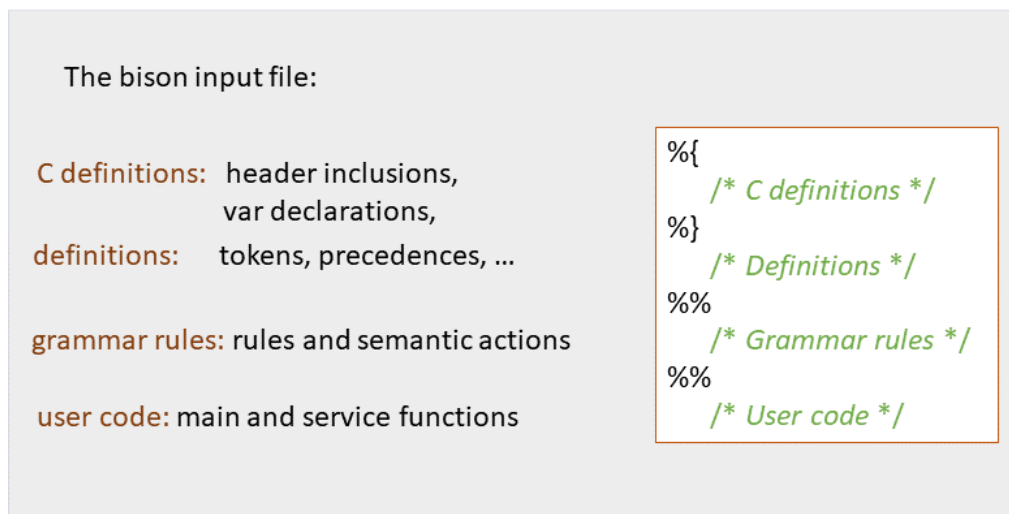 The bison input file:
C definitions: header inclusions,
var declarations,
definitions: tokens, precedences, ...
grammar rules: rules and semantic actions
user code: main and service functions
%{
/* C definitions */
%}
/* Definitions */
%%
/* Grammar rules */
%%
/* User code */